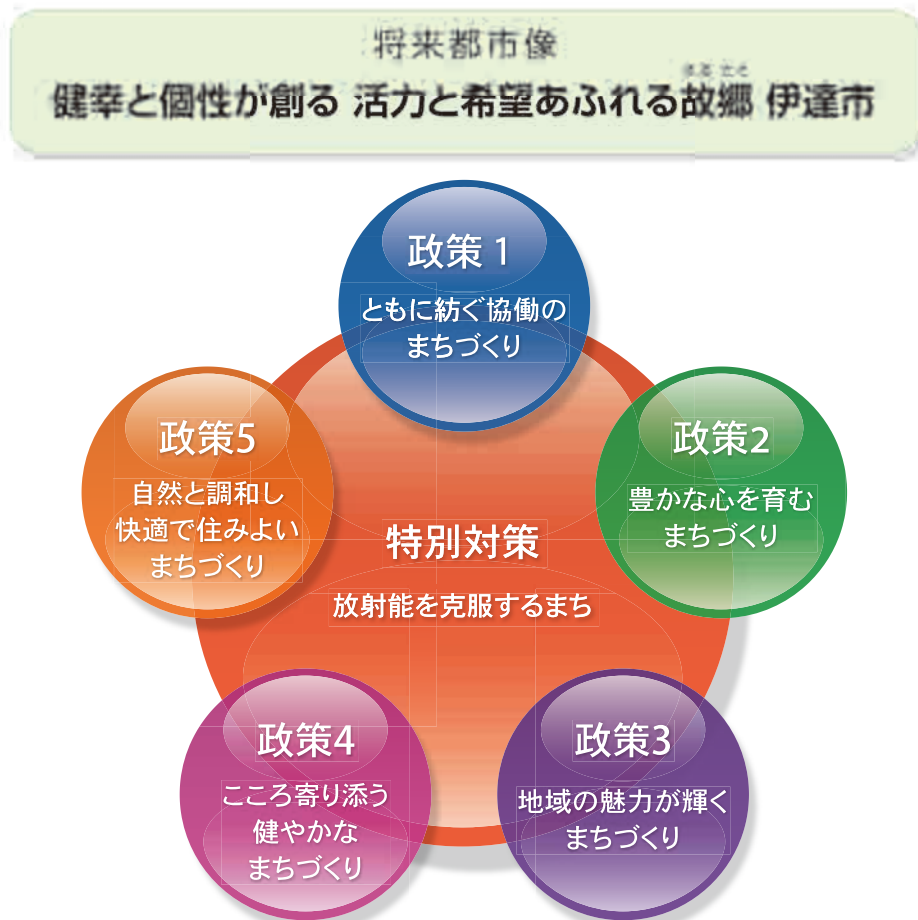 将来都市像
健幸と個性が創る 活力と希望あふれる故郷 伊達市
政策1
ともに紡ぐ協働の
まちづくり
政策2
豊かな心を育む
まちづくり
政策3
地域の魅力が輝く
まちづくり
政策4
こころ寄り添う
健やかな
まちづくり
政策5
自然と調和し
快適で住みよい
まちづくり
特別対策
放射能を克服するまち